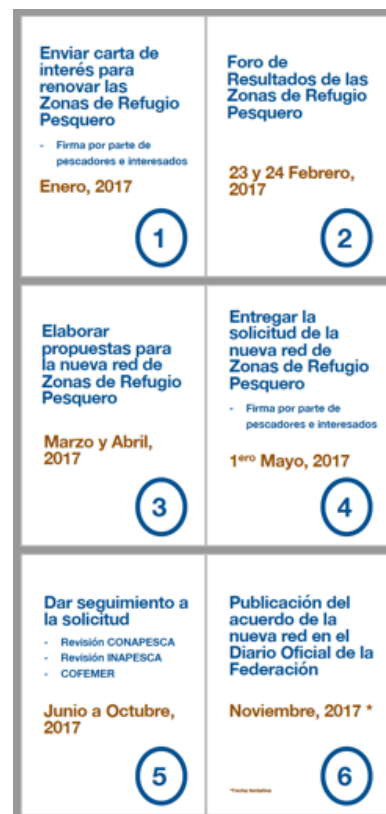 Enviar carta de
interés para
renovar las
Zonas de Refugio
Pesquero
- Firma por parte de
pescadores e interesados
Enero, 2017
1
Foro de
Resultados de las
Zonas de Refugio
Pesquero
23 y 24 Febrero,
2017
2
Elaborar
propuestas para
la nueva red de
Zonas de Refugio
Pesquero
Marzo y Abril,
2017
3
Entregar la
solicitud de la
nueva red de
Zonas de Refugio
Pesquero
- Firma por parte de
pescadores e interesados
1ero Mayo, 2017
4
Dar seguimiento a
la solicitud
- Revisión CONAPESCA
- Revisión INAPESCA
- COFEMER
Junio a Octubre,
2017
5
Publicación del
acuerdo de la
nueva red en el
Diario Oficial de la
Federación
Noviembre, 2017 *
*Fecha tentativa
6